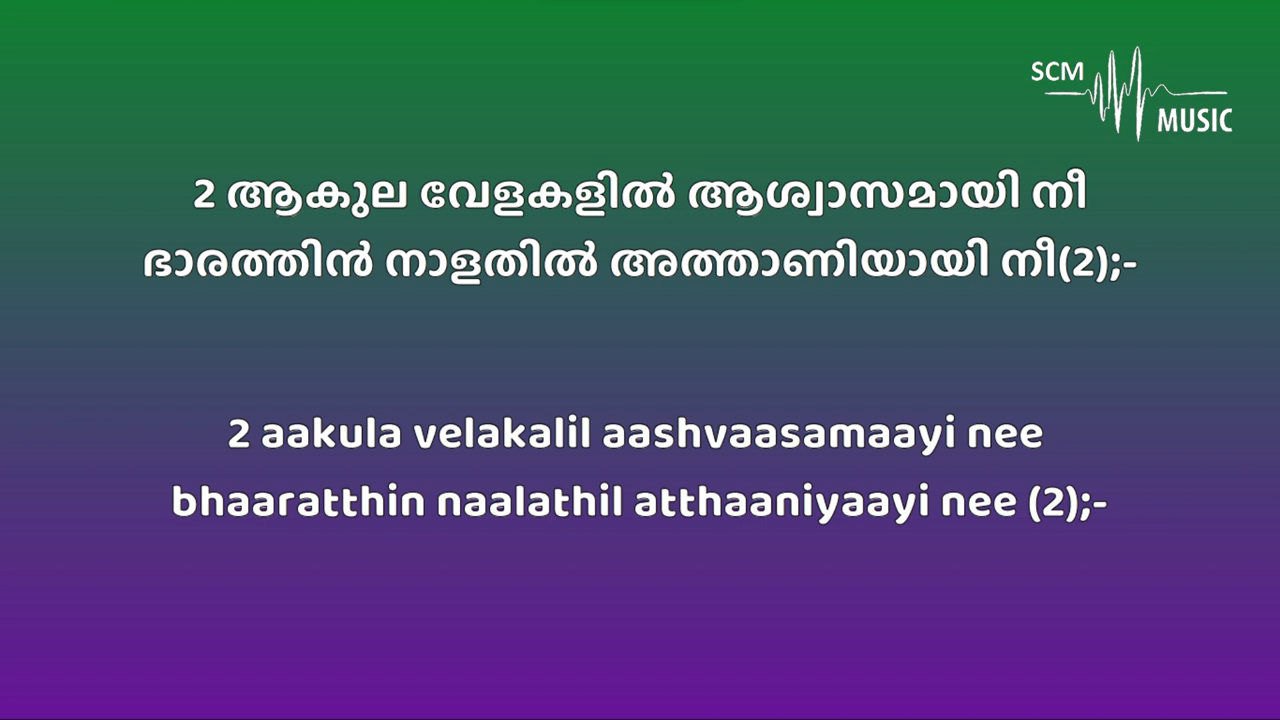 SCM
MUSIC
2 ആകുല വേളകളിൽ ആശ്വാസമായി നീ
ഭാരത്തിൻ നാളതിൽ അത്താണിയായി നീ(2);-
2 aakula velakalil aashvaasamaayi nee
bhaaratthin naalathil atthaaniyaayi nee (2);-